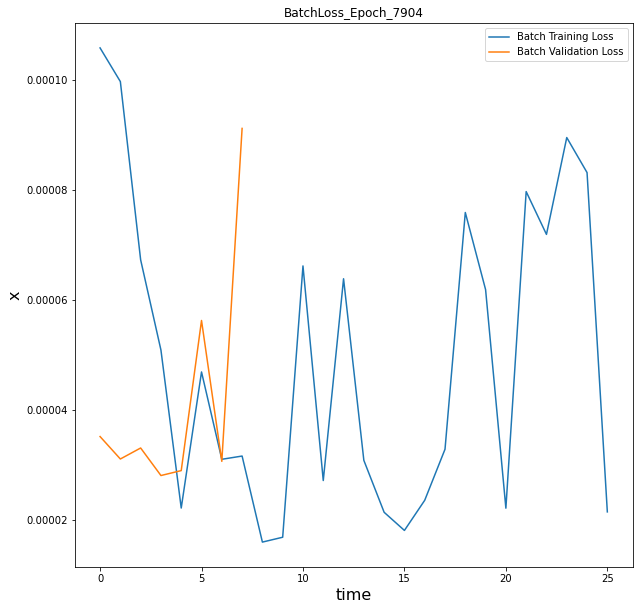 BatchLoss_Epoch_7904
Batch Training Loss
Batch Validation Loss
0.00010
0.00008
0.00006
0.00004
0.00002
x
0 5 10 15 20 25
time